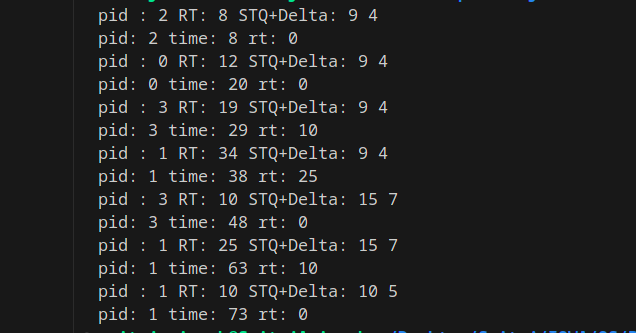 pid : 2 RT: 8 STQ+Delta: 9 4
pid: 2 time: 8 rt: 0
pid : 0 RT: 12 STQ+Delta: 9 4
pid: 0 time: 20 rt: 0
pid : 3 RT: 19 STQ+Delta: 9 4
pid: 3 time: 29 rt: 10
pid : 1 RT: 34 STQ+Delta: 9 4
pid: 1 time: 38 rt: 25
pid : 3 RT: 10 STQ+Delta: 15 7
pid: 3 time: 48 rt: 0
pid : 1 RT: 25 STQ+Delta: 15 7
pid: 1 time: 63 rt: 10
pid : 1 RT: 10 STQ+Delta: 10 5
pid: 1 time: 73 rt: 0